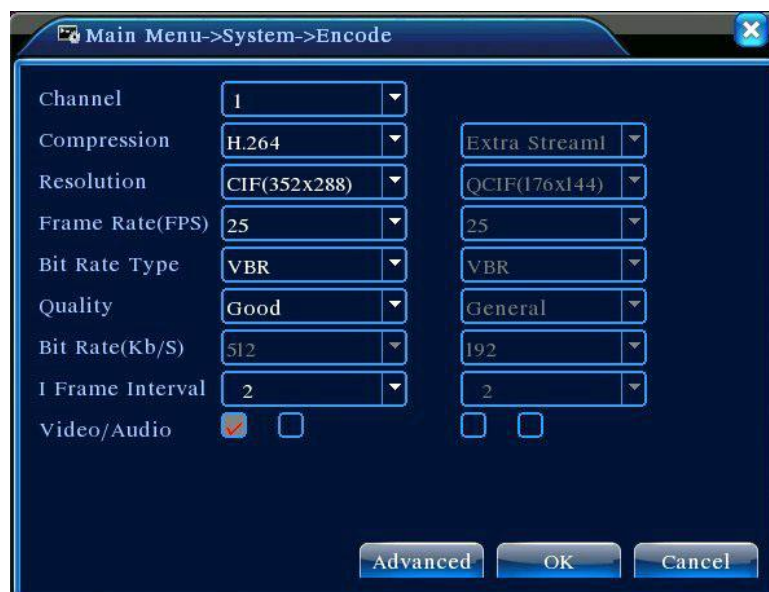 Main Menu->System->Encode
Channel 1
Compression H.264 Extra Stream1
Resolution CIF(352x288) QCIF(176x144)
Frame Rate(FPS) 25 25
Bit Rate Type VBR VBR
Quality Good General
Bit Rate(Kb/S) 512 192
I Frame Interval 2 2
Video/Audio
Advanced OK Cancel